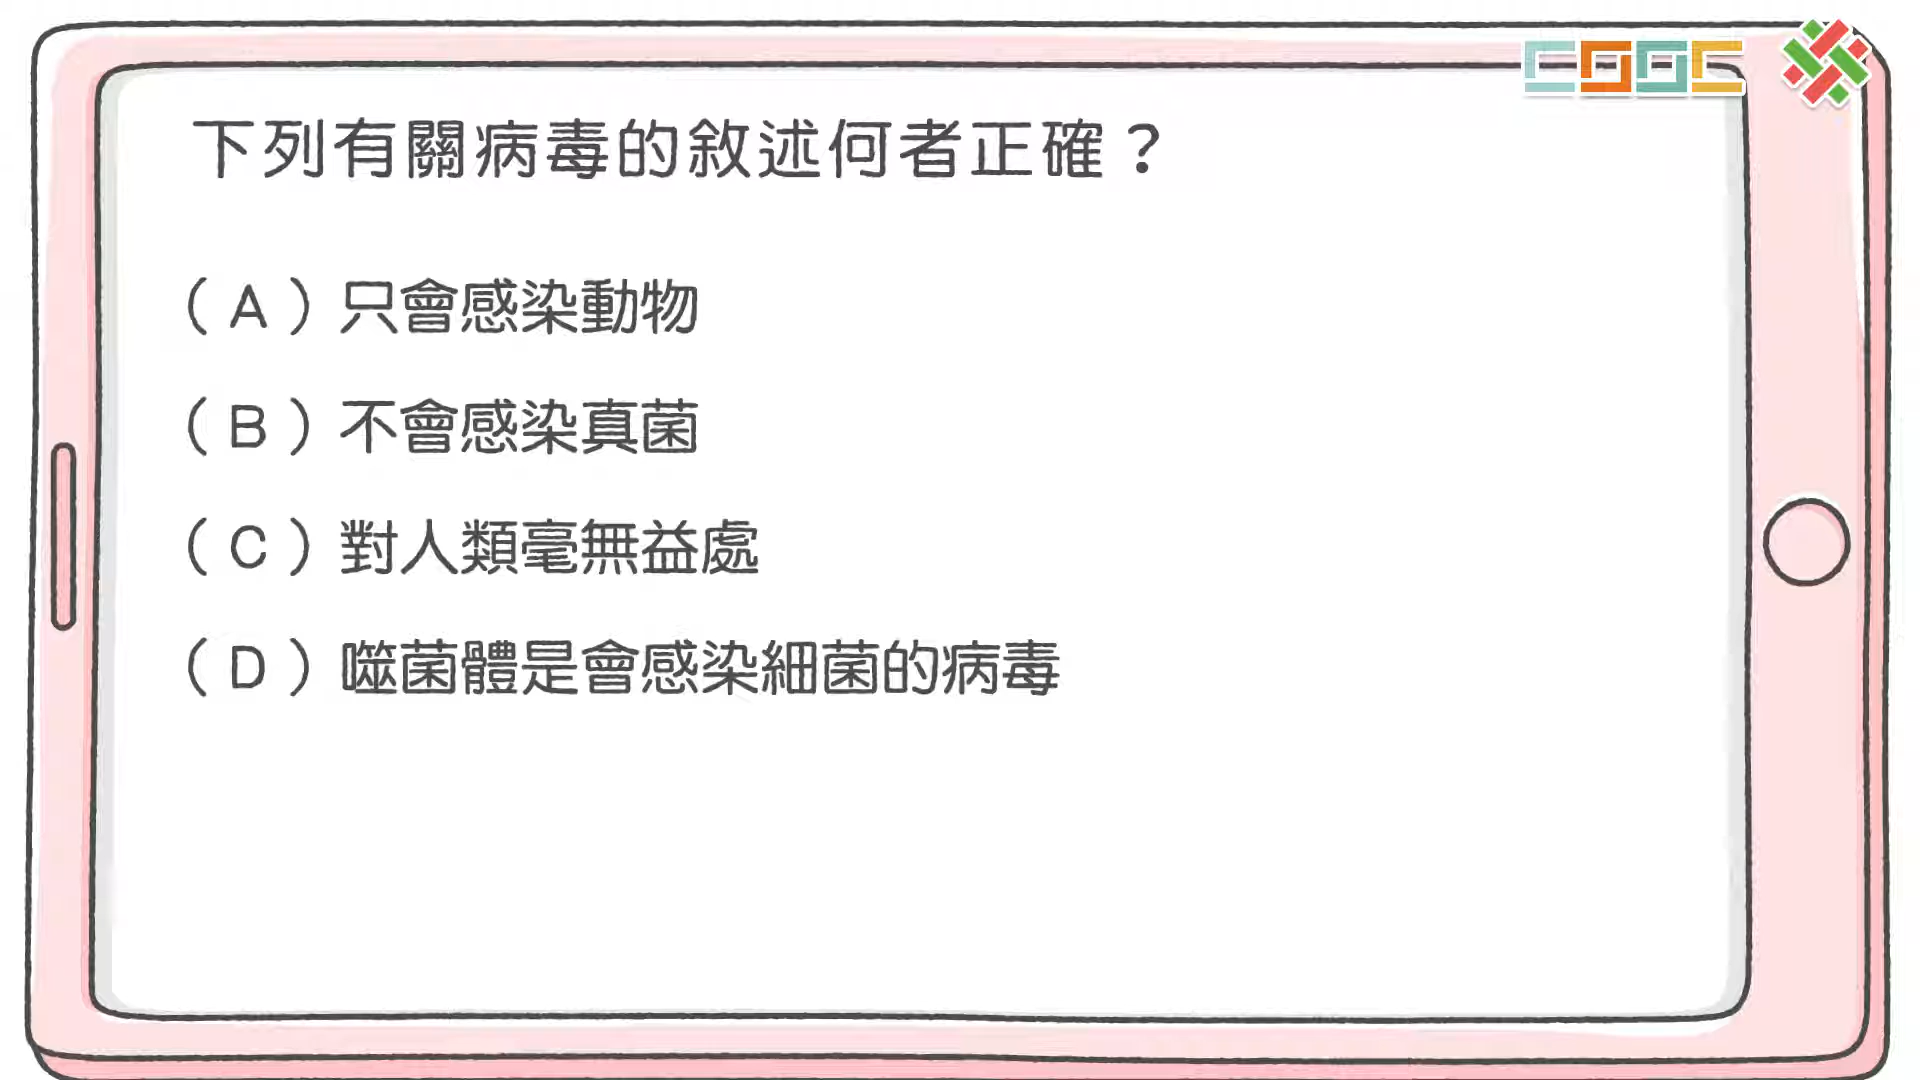 下列有關病毒的敘述何者正確？
（A）只會感染動物
（B）不會感染真菌
（C）對人類毫無益處
（D）噬菌體是會感染細菌的病毒